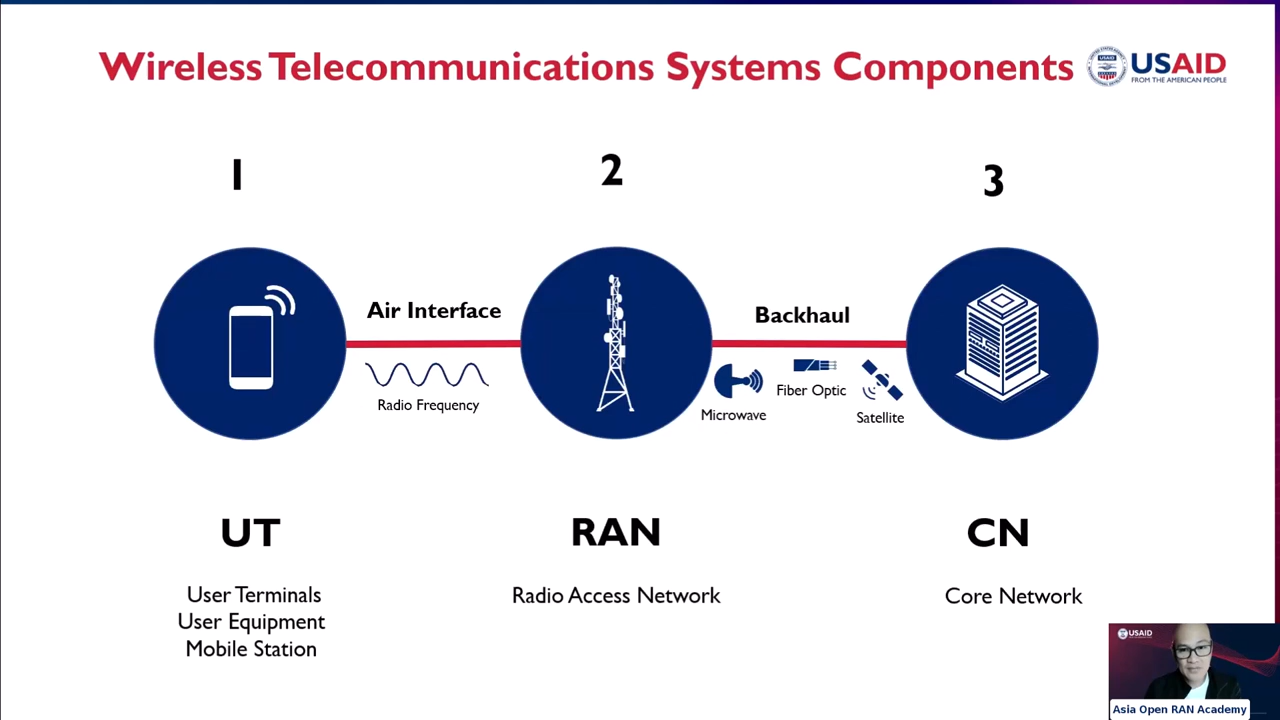 Wireless Telecommunications Systems Components
USAID
FROM THE AMERICAN PEOPLE
1
2
3
Air Interface
Radio Frequency
Backhaul
Microwave
Fiber Optic
Satellite
UT
RAN
CN
User Terminals
User Equipment
Mobile Station
Radio Access Network
Core Network
USAID
Asia Open RAN Academy